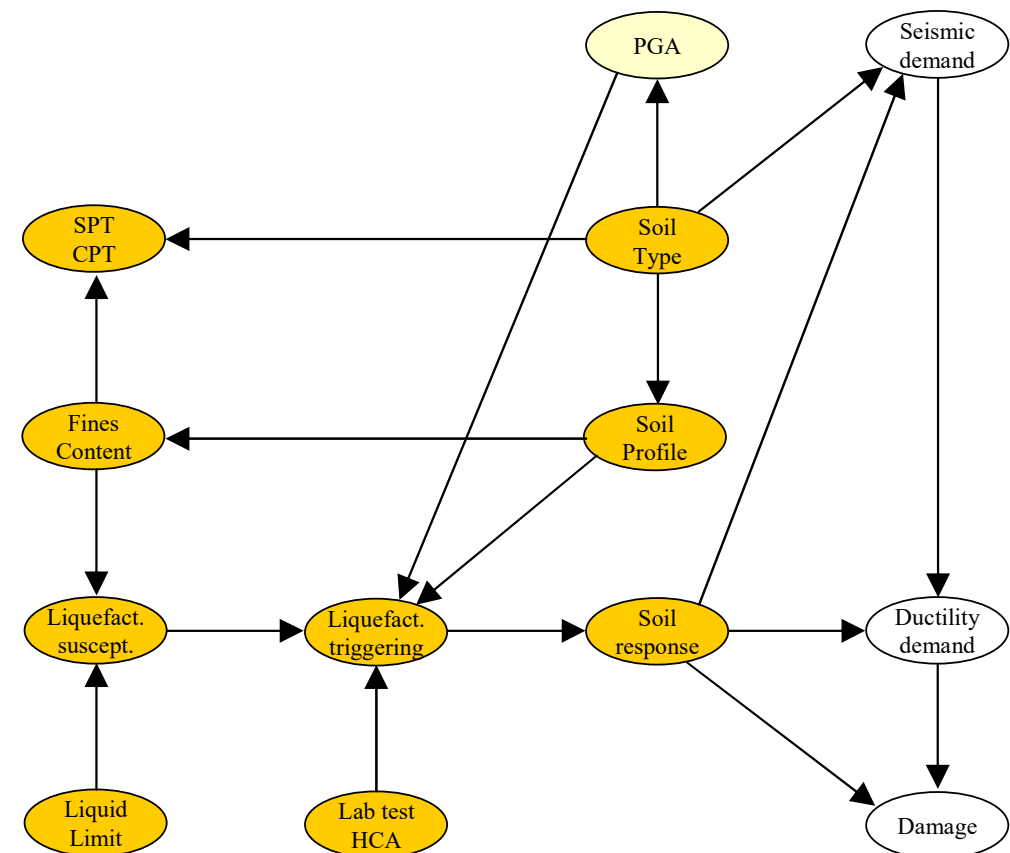 PGA
Seismic
demand
SPT
CPT
Soil
Type
Fines
Content
Soil
Profile
Liquefact.
suscept.
Liquefact.
triggering
Soil
response
Ductility
demand
Liquid
Limit
Lab test
HCA
Damage